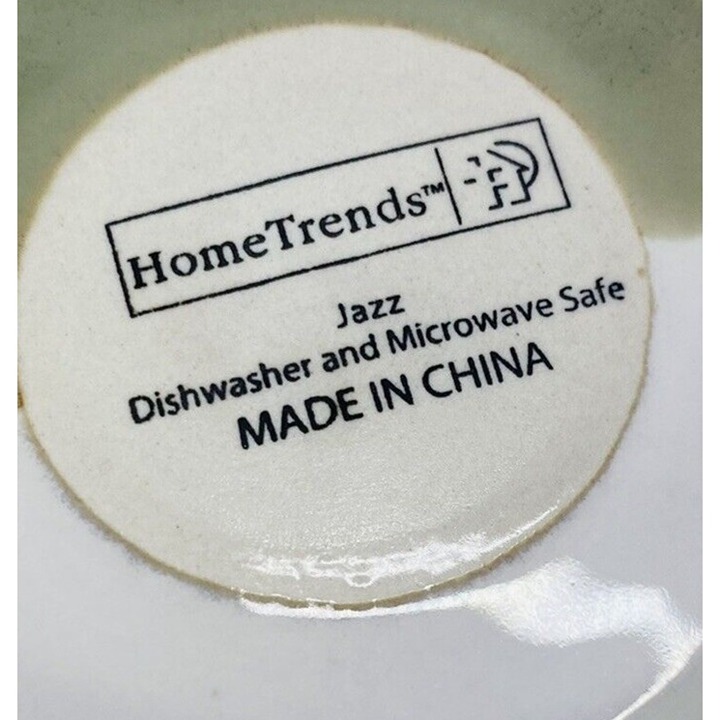 HomeTrends™
Jazz
Dishwasher and Microwave Safe
MADE IN CHINA